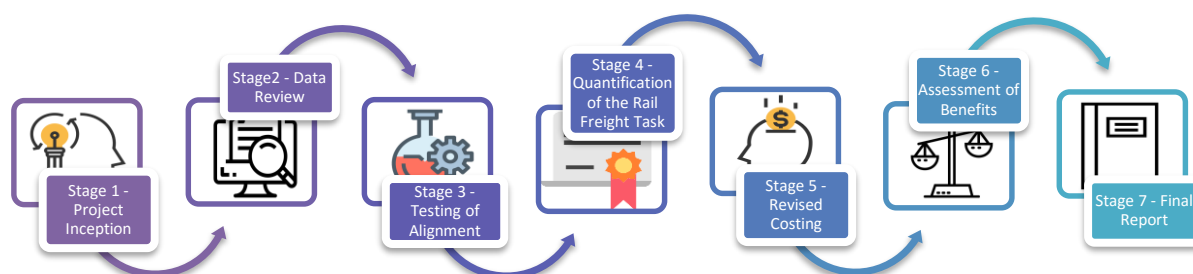 Stage 1 -
Project
Inception
Stage2 - Data
Review
Stage 3 -
Testing of
Alignment
Stage 4 -
Quantification
of the Rail
Freight Task
Stage 5 -
Revised
Costing
Stage 6 -
Assessment of
Benefits
Stage 7 - Final
Report